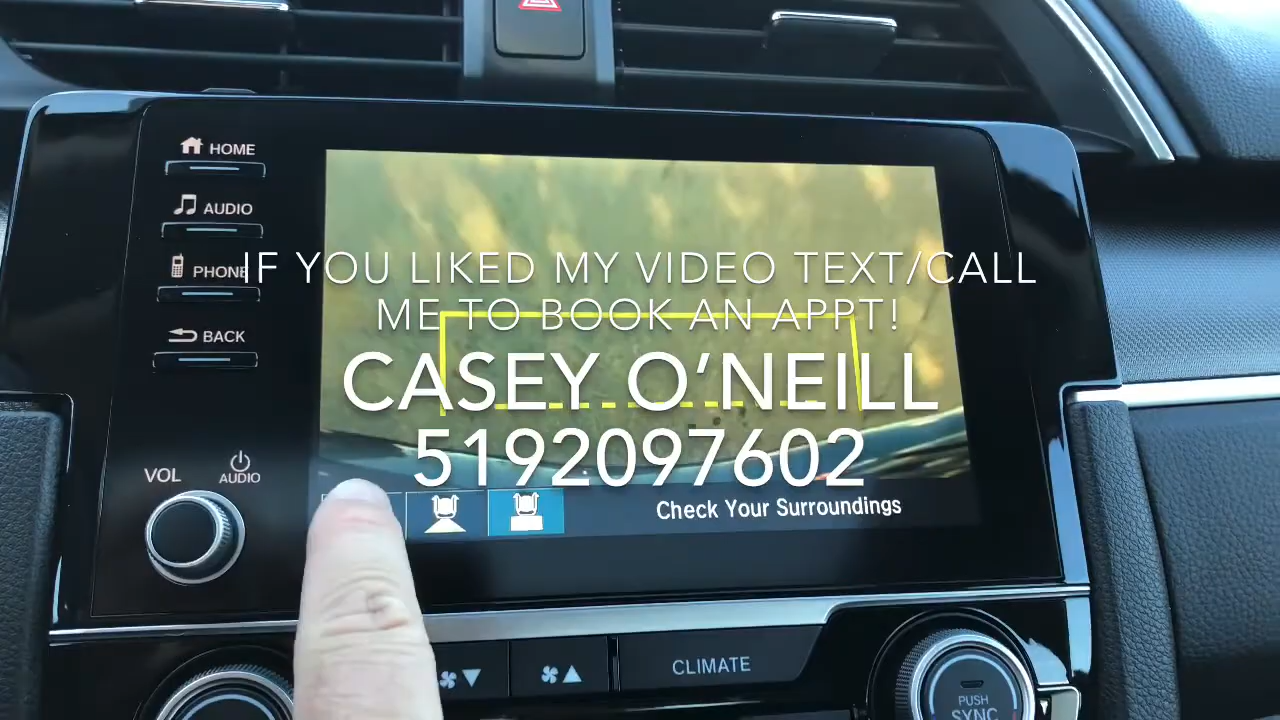 HOME
AUDIO
PHONE
BACK
VOL
AUDIO
IF YOU LIKED MY VIDEO TEXT/CALL
ME TO BOOK AN APPT!
CASEY O'NEILL
5192097602
Check Your Surroundings
CLIMATE
PUSH
SYNC